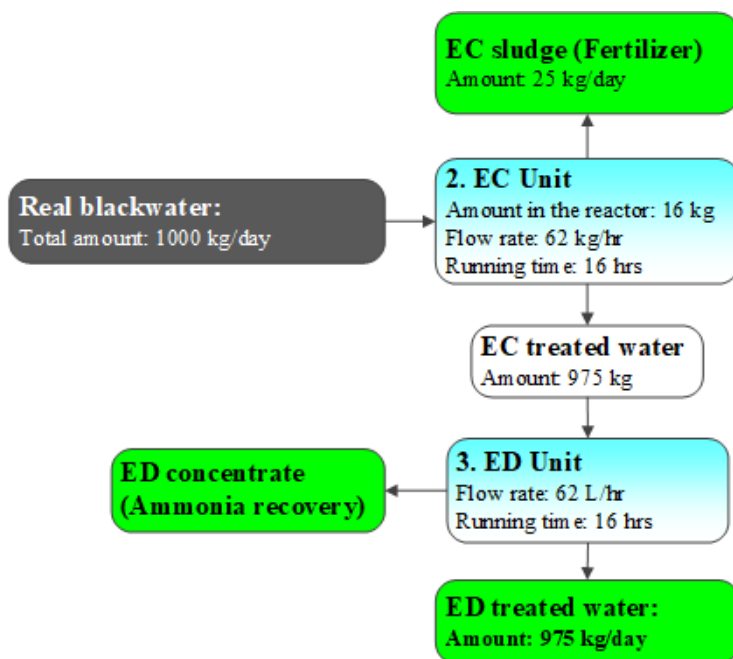 EC sludge (Fertilizer)
Amount: 25 kg/day
Real blackwater:
Total amount: 1000 kg/day
2. EC Unit
Amount in the reactor: 16 kg
Flow rate: 62 kg/hr
Running time: 16 hrs
EC treated water
Amount: 975 kg
3. ED Unit
Flow rate: 62 L/hr
Running time: 16 hrs
ED concentrate
(Ammonia recovery)
ED treated water:
Amount: 975 kg/day